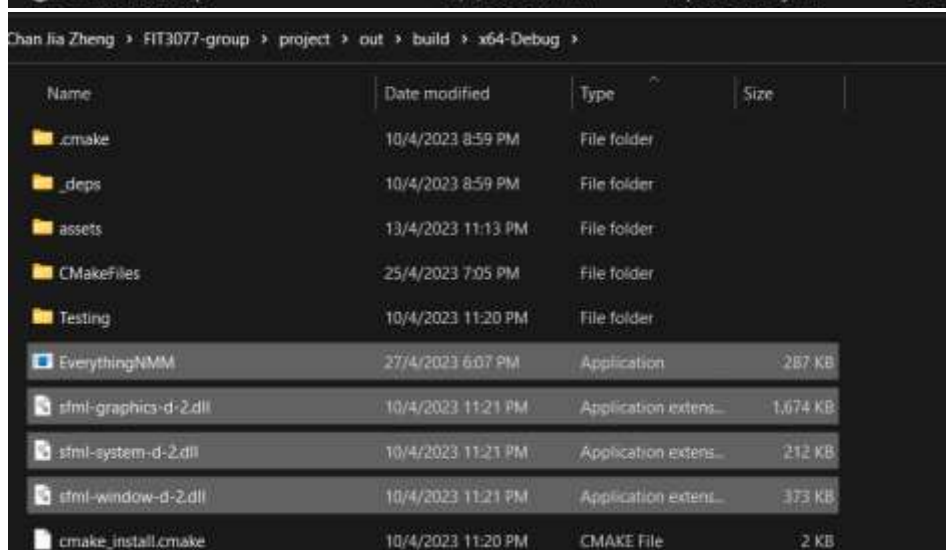 Chan Jia Zheng > FIT3077-group > project > out > build > x64-Debug >
Name Date modified Type Size
.cmake 10/4/2023 8:59 PM File folder
_deps 10/4/2023 8:59 PM File folder
assets 13/4/2023 11:13 PM File folder
CMakeFiles 25/4/2023 7:05 PM File folder
Testing 10/4/2023 11:20 PM File folder
EverythingNMM 27/4/2023 6:07 PM Application 287 KB
sfml-graphics-d-2.dll 10/4/2023 11:21 PM Application extens... 1,674 KB
sfml-system-d-2.dll 10/4/2023 11:21 PM Application extens... 212 KB
sfml-window-d-2.dll 10/4/2023 11:21 PM Application extens... 373 KB
cmake_install.cmake 10/4/2023 11:20 PM CMAKE File 2 KB